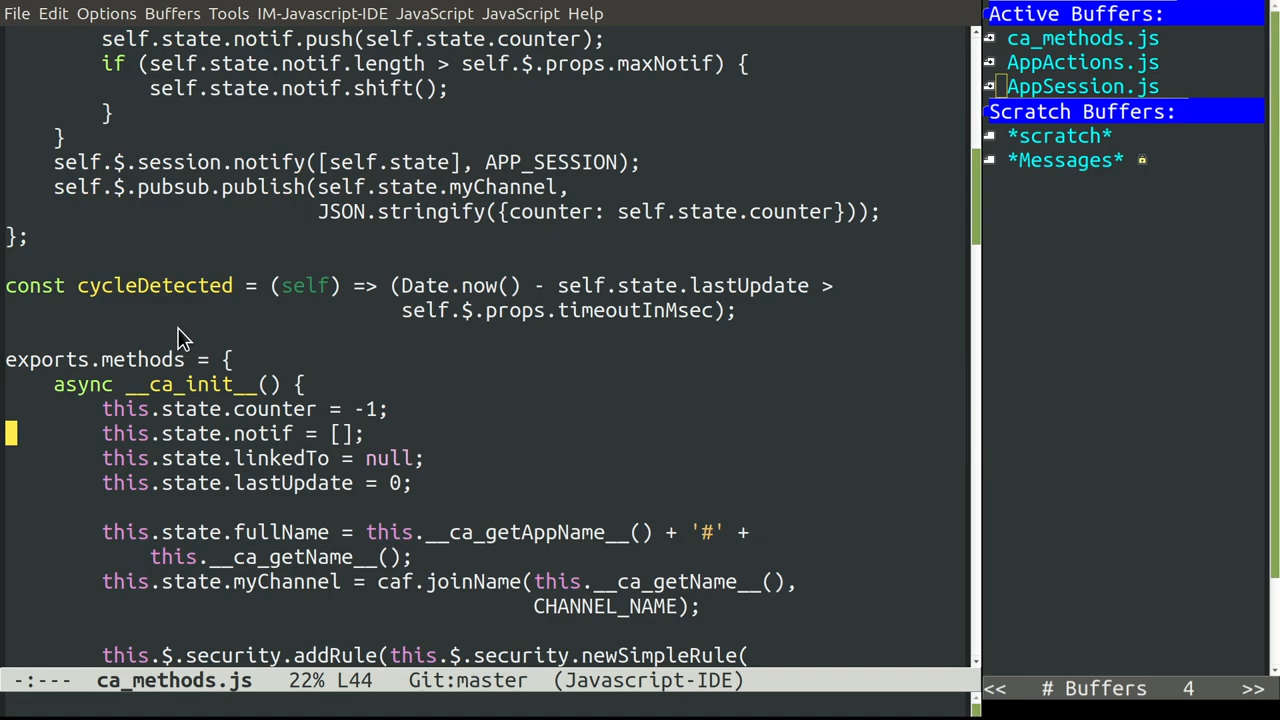 File Edit Options Buffers Tools IM-Javascript-IDE JavaScript JavaScript Help
self.state.notif.push(self.state.counter);
if (self.state.notif.length > self.$.props.maxNotif) {
self.state.notif.shift();
}
}
self.$.session.notify([self.state], APP_SESSION);
self.$.pubsub.publish(self.state.myChannel,
JSON.stringify({counter: self.state.counter}));
};
const cycleDetected = (self) => (Date.now() - self.state.lastUpdate >
self.$.props.timeoutInMsec);
exports.methods = {
async __ca_init__() {
this.state.counter = -1;
this.state.notif = [];
this.state.linkedTo = null;
this.state.lastUpdate = 0;
this.state.fullName = this.__ca_getAppName__() + '#' +
this.__ca_getName__();
this.state.myChannel = caf.joinName(this.__ca_getName__(),
CHANNEL_NAME);
this.$.security.addRule(this.$.security.newSimpleRule(
-:--- ca_methods.js 22% L44 Git:master (Javascript-IDE)
Active Buffers:
ca_methods.js
AppActions.js
AppSession.js
Scratch Buffers:
*scratch*
*Messages*
<< # Buffers 4 >>